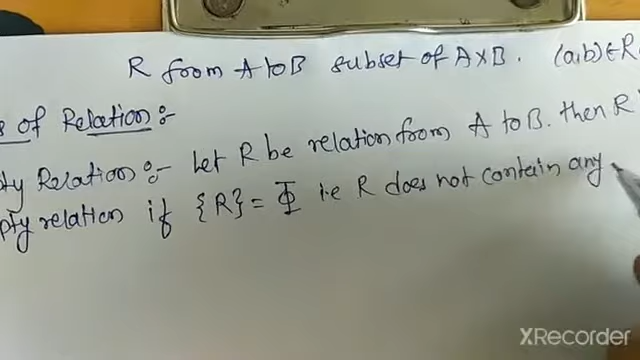 R from A to B subset of A×B. (a,b)∈R
of Relation:-
Relation:- Let R be relation from A to B. then R
relation if {R} = Φ i.e R does not contain any
XRecorder